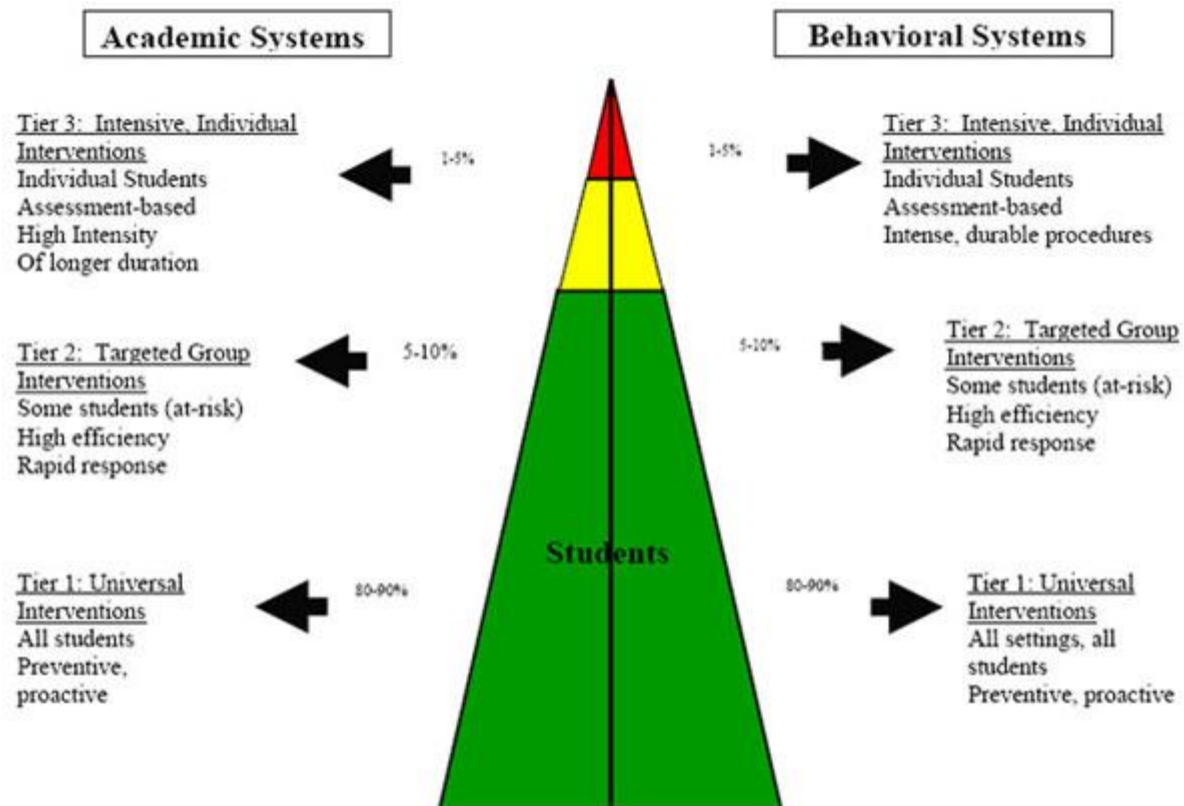 Academic Systems
Tier 3: Intensive, Individual
Interventions
Individual Students
Assessment-based
High Intensity
Of longer duration
1-5%
Tier 2: Targeted Group
Interventions
Some students (at-risk)
High efficiency
Rapid response
5-10%
Tier 1: Universal
Interventions
All students
Preventive,
proactive
80-90%
Students
Behavioral Systems
1-5%
Tier 3: Intensive, Individual
Interventions
Individual Students
Assessment-based
Intense, durable procedures
5-10%
Tier 2: Targeted Group
Interventions
Some students (at-risk)
High efficiency
Rapid response
80-90%
Tier 1: Universal
Interventions
All settings, all
students
Preventive, proactive